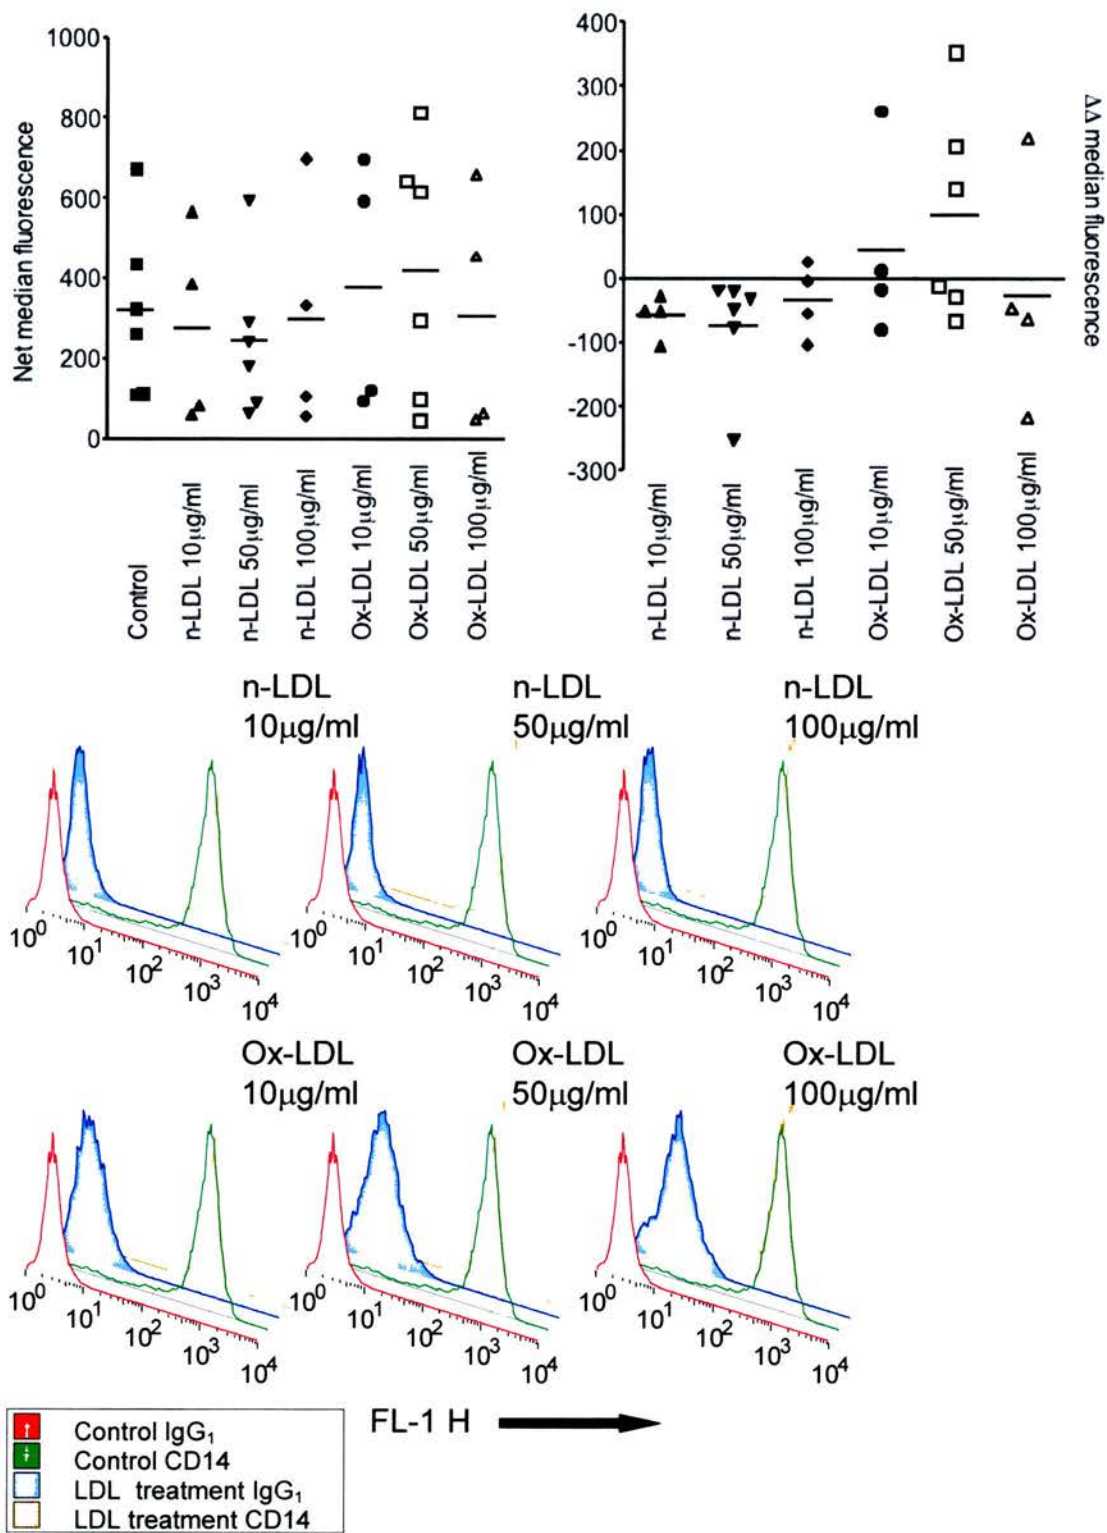 1000
800
600
400
200
0
Net median fluorescence
Control
n-LDL 10µg/ml
n-LDL 50µg/ml
n-LDL 100µg/ml
Ox-LDL 10µg/ml
Ox-LDL 50µg/ml
Ox-LDL 100µg/ml
400
300
200
100
0
-100
-200
-300
ΔΔ median fluorescence
n-LDL 10µg/ml
n-LDL 50µg/ml
n-LDL 100µg/ml
Ox-LDL 10µg/ml
Ox-LDL 50µg/ml
Ox-LDL 100µg/ml
n-LDL
10µg/ml
n-LDL
50µg/ml
n-LDL
100µg/ml
10⁰ 10¹ 10² 10³ 10⁴
10⁰ 10¹ 10² 10³ 10⁴
10⁰ 10¹ 10² 10³ 10⁴
Ox-LDL
10µg/ml
Ox-LDL
50µg/ml
Ox-LDL
100µg/ml
10⁰ 10¹ 10² 10³ 10⁴
10⁰ 10¹ 10² 10³ 10⁴
10⁰ 10¹ 10² 10³ 10⁴
FL-1 H
Control IgG₁
Control CD14
LDL treatment IgG₁
LDL treatment CD14